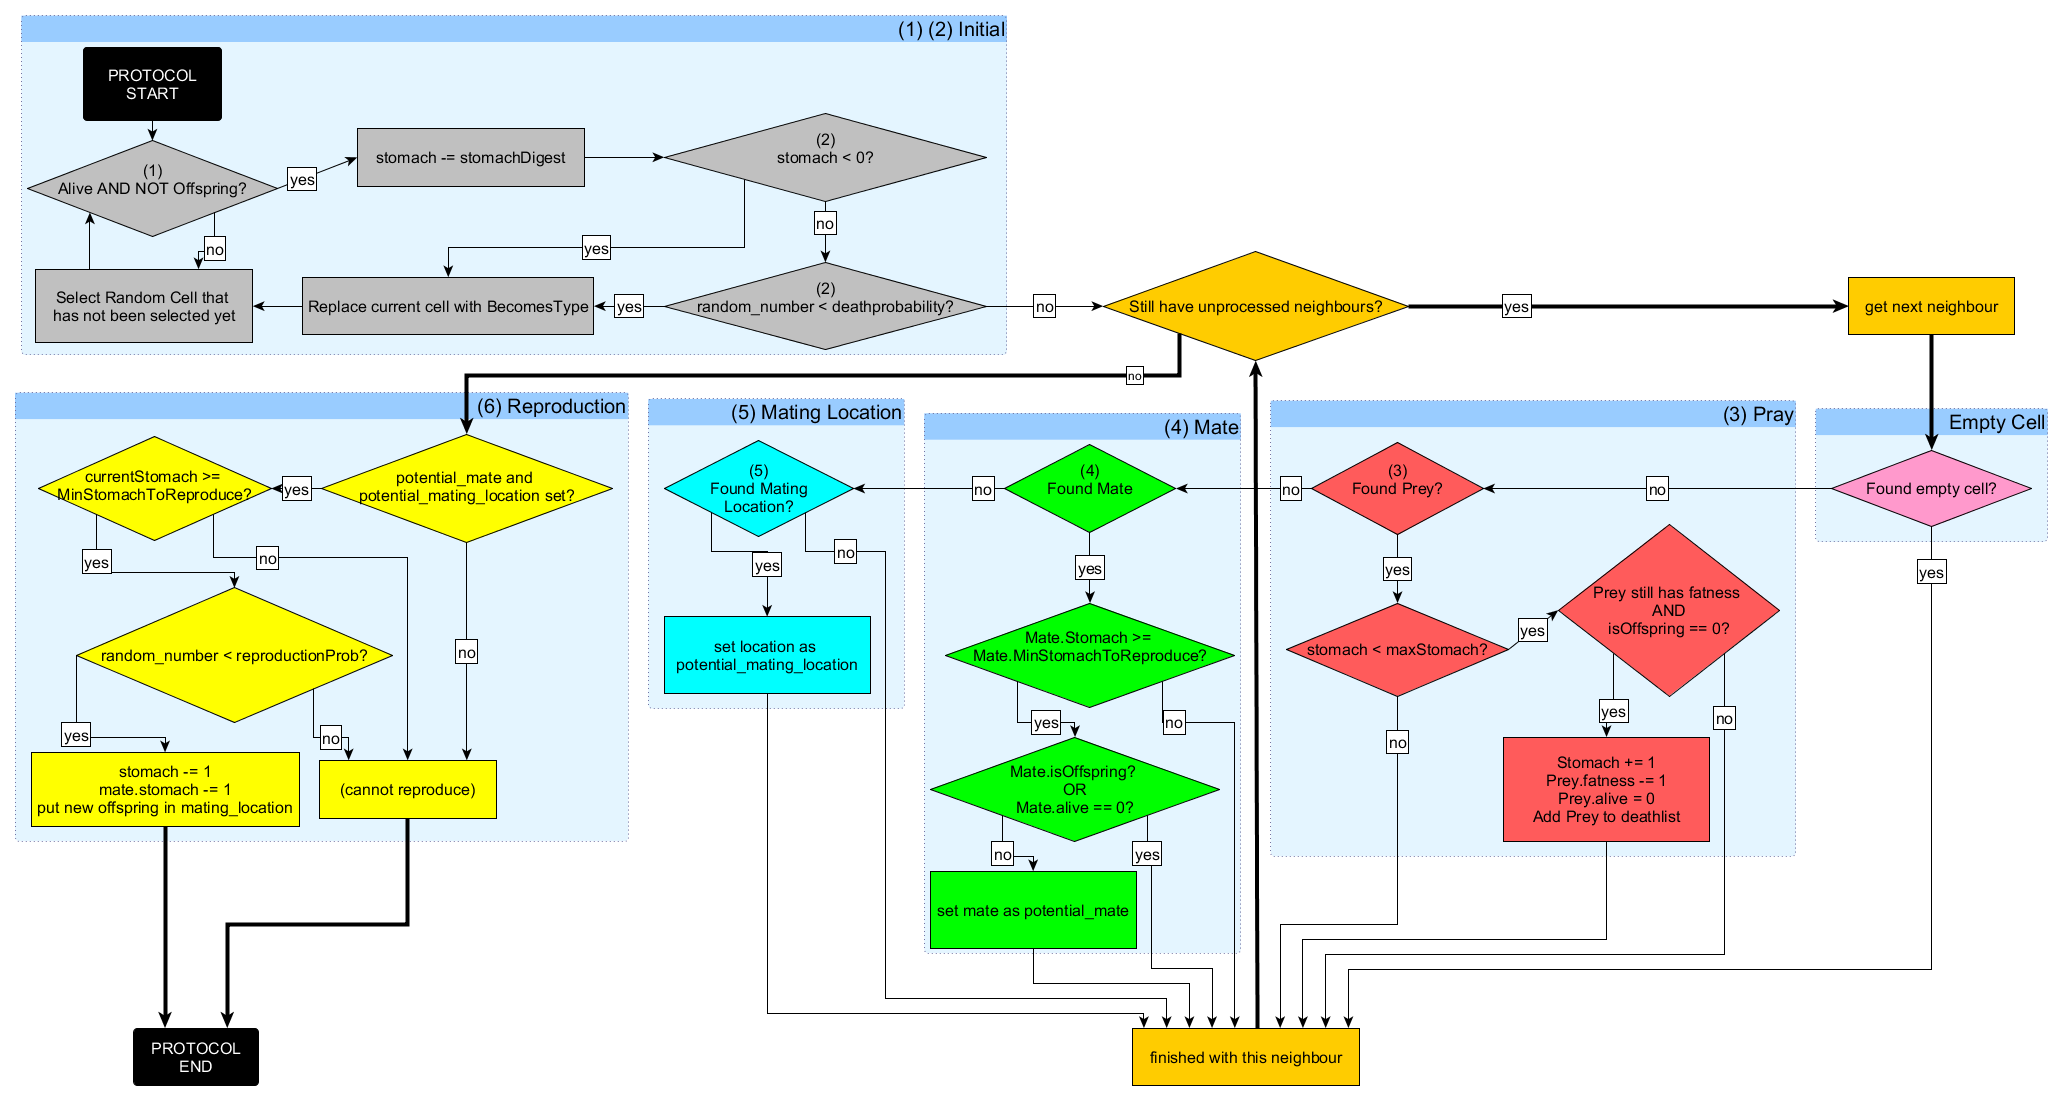 (1) (2) Initial
PROTOCOL
START
(1)
Alive AND NOT Offspring?
yes
no
stomach -= stomachDigest
(2)
stomach < 0?
yes
no
Select Random Cell that
has not been selected yet
Replace current cell with BecomesType
yes
(2)
random_number < deathprobability?
no
Still have unprocessed neighbours?
yes
get next neighbour
no
(6) Reproduction
currentStomach >=
MinStomachToReproduce?
yes
potential_mate and
potential_mating_location set?
yes
no
no
random_number < reproductionProb?
yes
no
stomach -= 1
mate.stomach -= 1
put new offspring in mating_location
(cannot reproduce)
PROTOCOL
END
(5) Mating Location
(5)
Found Mating
Location?
yes
no
set location as
potential_mating_location
(4) Mate
no
(4)
Found Mate
yes
Mate.Stomach >=
Mate.MinStomachToReproduce?
yes
no
Mate.isOffspring?
OR
Mate.alive == 0?
no
yes
set mate as potential_mate
(3) Pray
no
(3)
Found Prey?
yes
stomach < maxStomach?
yes
no
Prey still has fatness
AND
isOffspring == 0?
yes
no
Stomach += 1
Prey.fatness -= 1
Prey.alive = 0
Add Prey to deathlist
Empty Cell
no
Found empty cell?
yes
finished with this neighbour